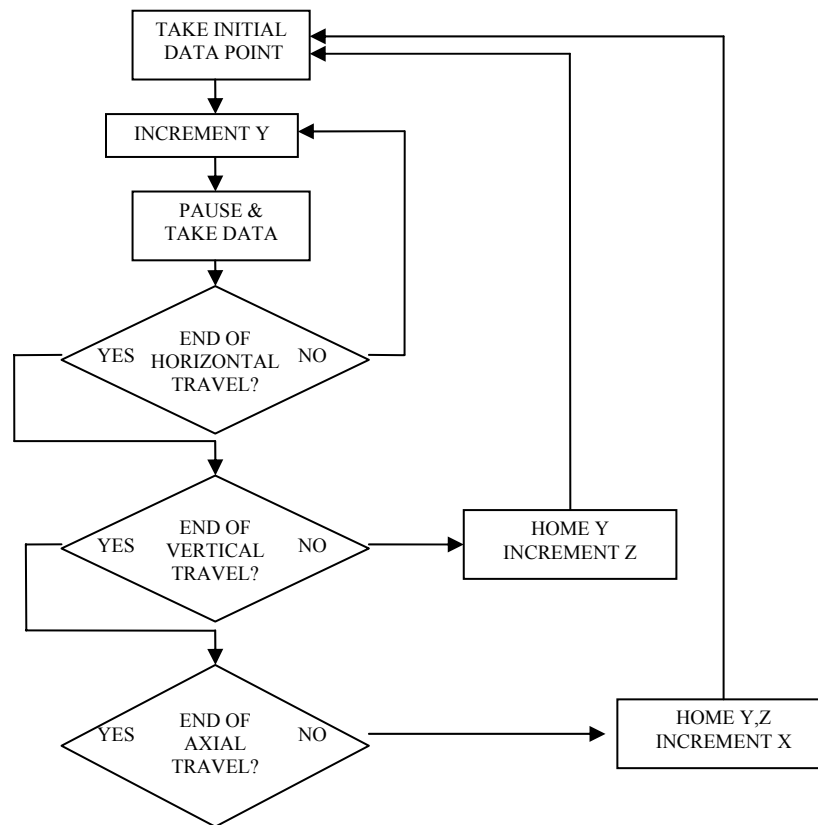 TAKE INITIAL
DATA POINT
INCREMENT Y
PAUSE &
TAKE DATA
END OF
YES HORIZONTAL NO
TRAVEL?
END OF
YES VERTICAL NO
TRAVEL?
HOME Y
INCREMENT Z
END OF
YES AXIAL NO
TRAVEL?
HOME Y,Z
INCREMENT X